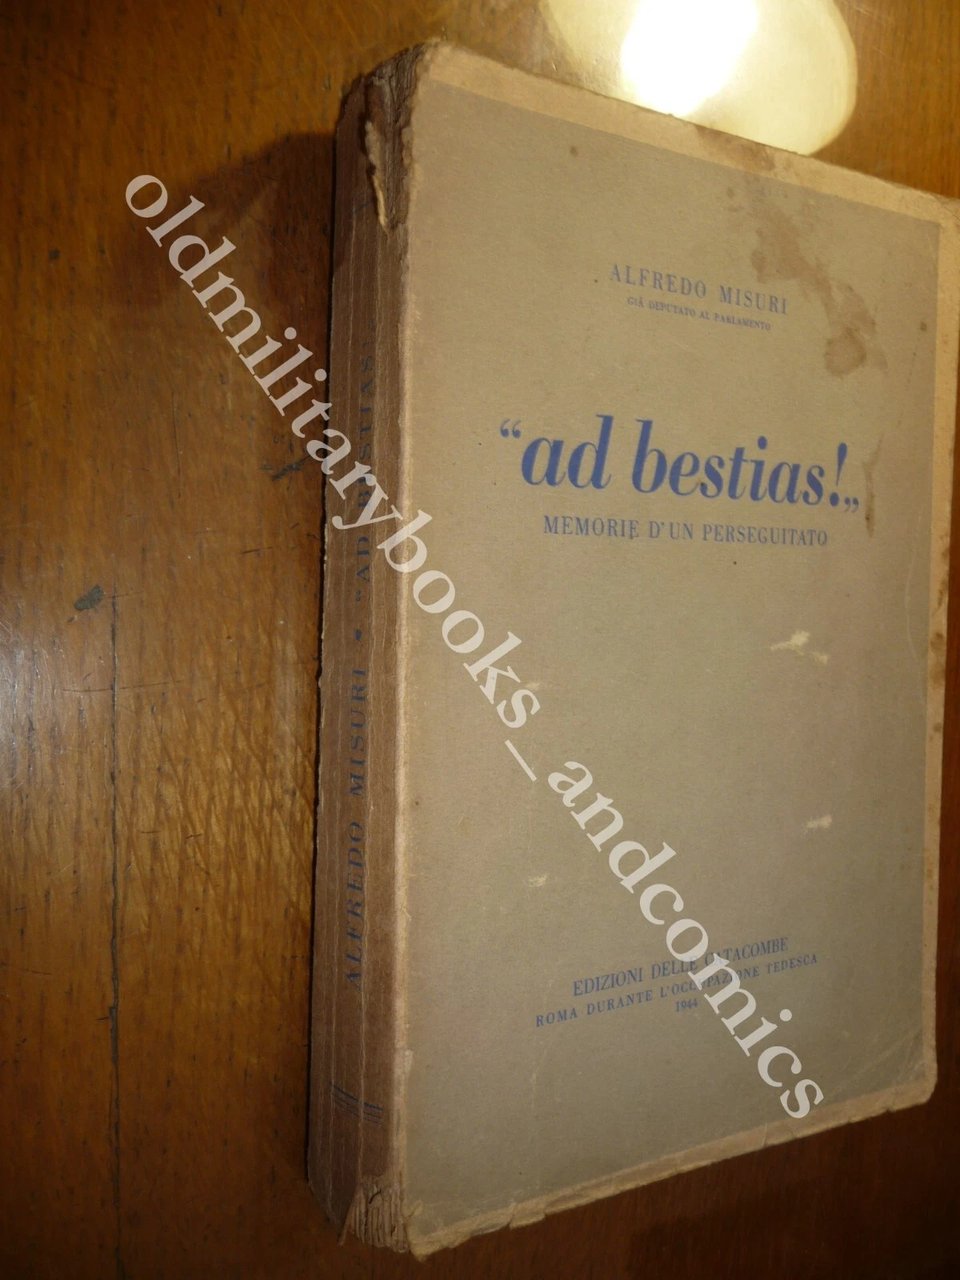 ALFREDO MISURI
GIÀ DEPUTATO AL PARLAMENTO
“ad bestias!„
MEMORIE D'UN PERSEGUITATO
EDIZIONI DELLE CATACOMBE
ROMA DURANTE L'OCCUPAZIONE TEDESCA
1944
ALFREDO MISURI • “AD BESTIAS!
oldmilitarybooks_andcomics